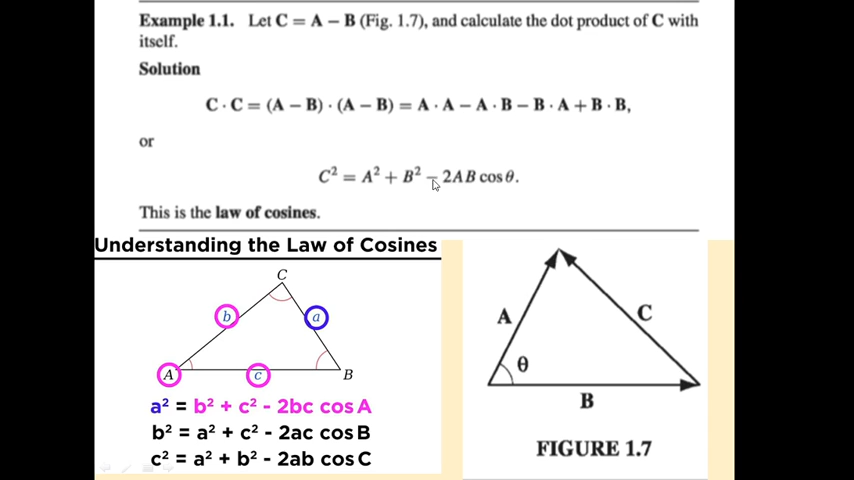 Example 1.1. Let C = A − B (Fig. 1.7), and calculate the dot product of C with
itself.
Solution
C · C = (A − B) · (A − B) = A · A − A · B − B · A + B · B,
or
C² = A² + B² − 2AB cos θ.
This is the law of cosines.
Understanding the Law of Cosines
C
b
a
A
c
B
a² = b² + c² - 2bc cos A
b² = a² + c² - 2ac cos B
c² = a² + b² - 2ab cos C
A
C
θ
B
FIGURE 1.7